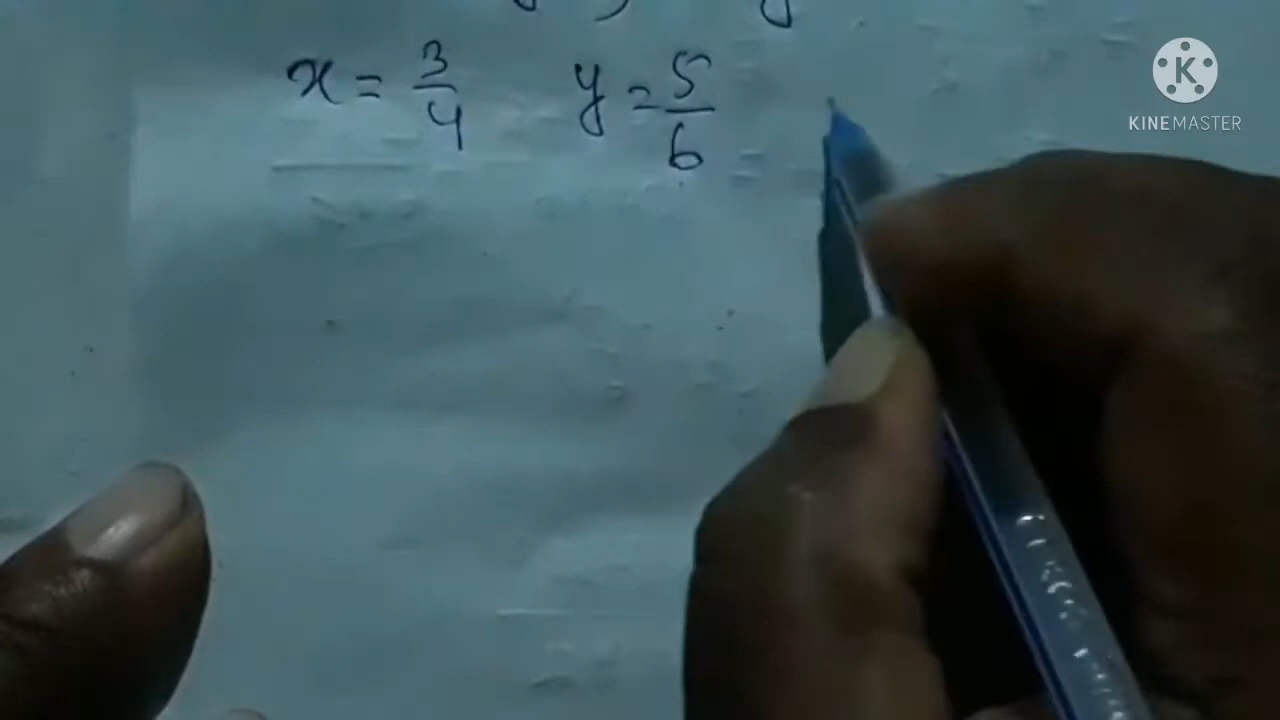 x = 3/4 y = 5/6
K
KINEMASTER